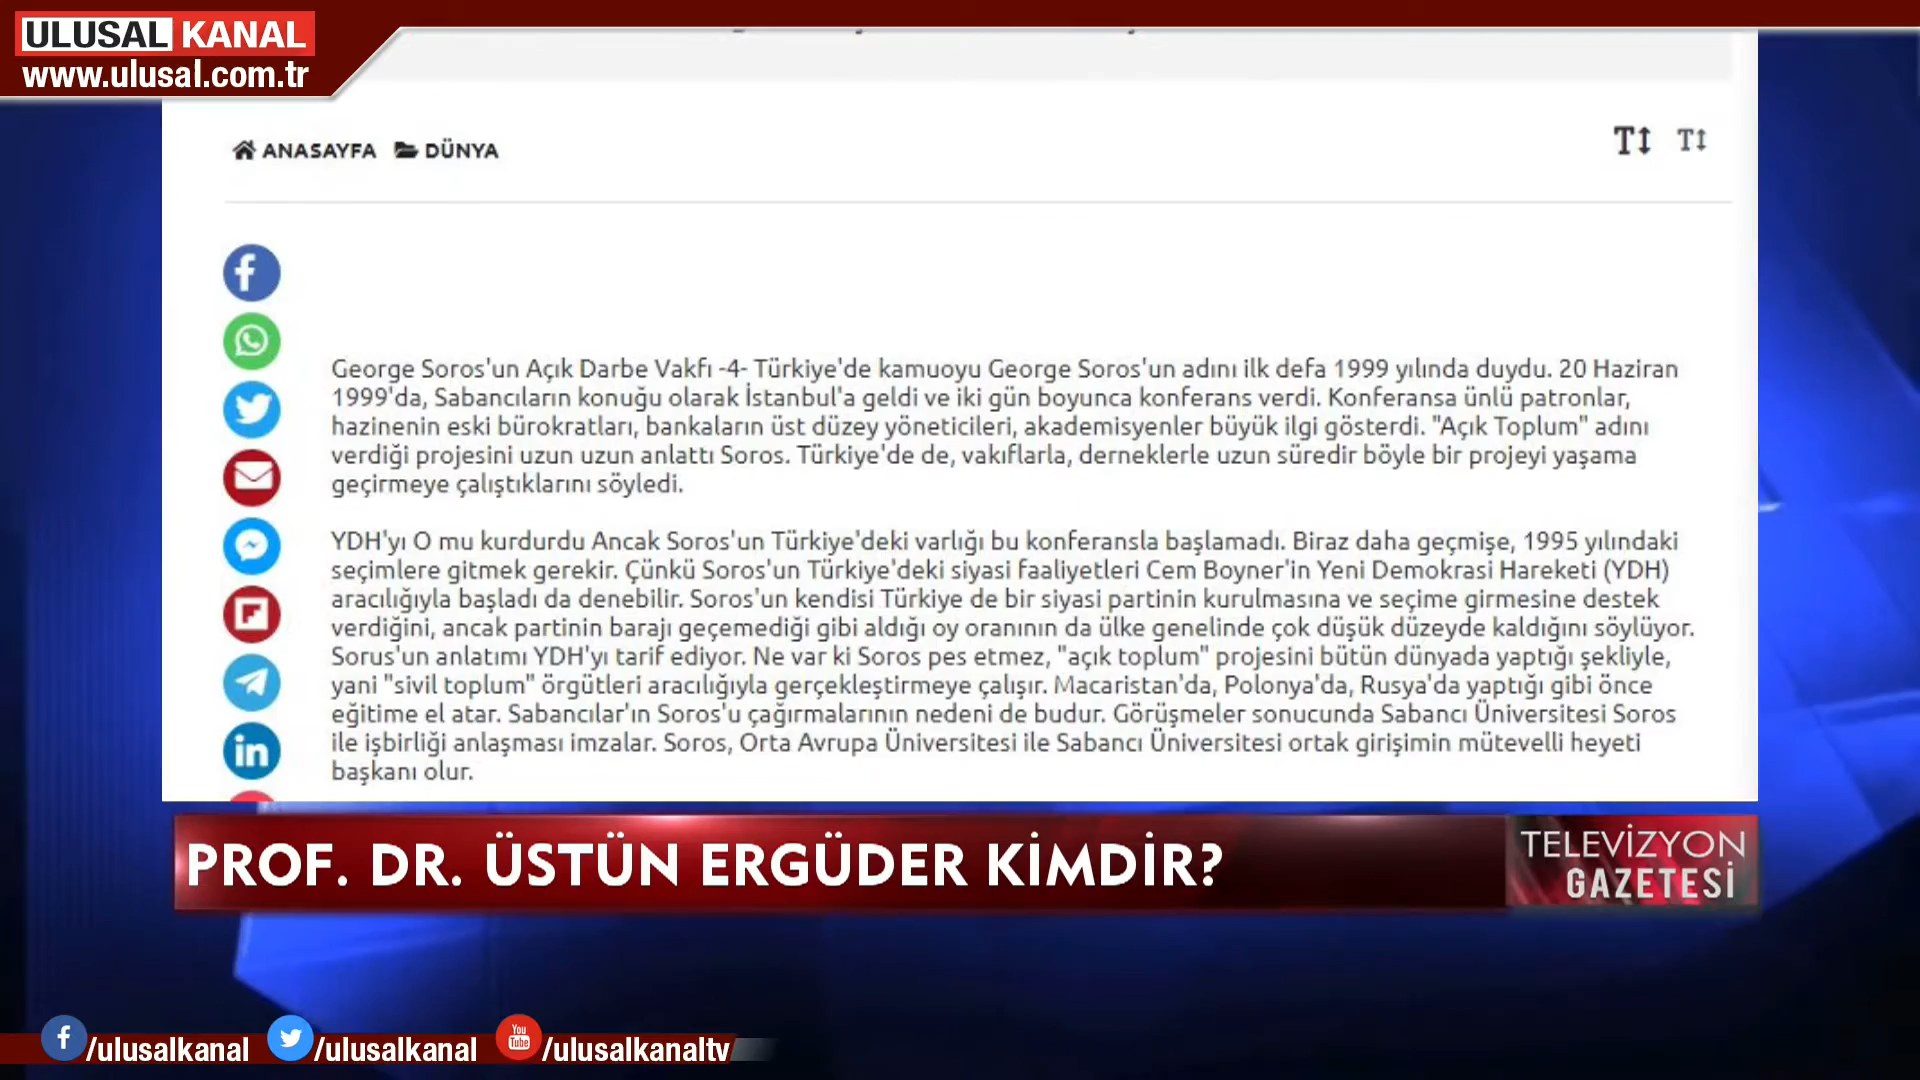 ULUSAL KANAL
www.ulusal.com.tr
ANASAYFA DÜNYA
George Soros'un Açık Darbe Vakfı -4- Türkiye'de kamuoyu George Soros'un adını ilk defa 1999 yılında duydu. 20 Haziran
1999'da, Sabancıların konuğu olarak İstanbul'a geldi ve iki gün boyunca konferans verdi. Konferansa ünlü patronlar,
hazinenin eski bürokratları, bankaların üst düzey yöneticileri, akademisyenler büyük ilgi gösterdi. "Açık Toplum" adını
verdiği projesini uzun uzun anlattı Soros. Türkiye'de de, vakıflarla, derneklerle uzun süredir böyle bir projeyi yaşama
geçirmeye çalıştıklarını söyledi.
YDH'yı O mu kurdurdu Ancak Soros'un Türkiye'deki varlığı bu konferansla başlamadı. Biraz daha geçmişe, 1995 yılındaki
seçimlere gitmek gerekir. Çünkü Soros'un Türkiye'deki siyasi faaliyetleri Cem Boyner'in Yeni Demokrasi Hareketi (YDH)
aracılığıyla başladı da denebilir. Soros'un kendisi Türkiye de bir siyasi partinin kurulmasına ve seçime girmesine destek
verdiğini, ancak partinin barajı geçemediği gibi aldığı oy oranının da ülke genelinde çok düşük düzeyde kaldığını söylüyor.
Sorus'un anlatımı YDH'yı tarif ediyor. Ne var ki Soros pes etmez, "açık toplum" projesini bütün dünyada yaptığı şekliyle,
yani "sivil toplum" örgütleri aracılığıyla gerçekleştirmeye çalışır. Macaristan'da, Polonya'da, Rusya'da yaptığı gibi önce
eğitime el atar. Sabancılar'ın Soros'u çağırmalarının nedeni de budur. Görüşmeler sonucunda Sabancı Üniversitesi Soros
ile işbirliği anlaşması imzalar. Soros, Orta Avrupa Üniversitesi ile Sabancı Üniversitesi ortak girişimin mütevelli heyeti
başkanı olur.
PROF. DR. ÜSTÜN ERGÜDER KİMDİR?
TELEVİZYON
GAZETESİ
/ulusalkanal /ulusalkanal You Tube /ulusalkanaltv